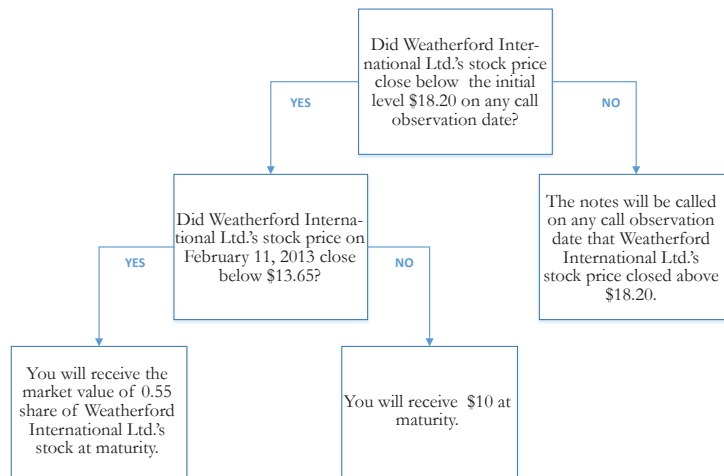 Did Weatherford Inter-
national Ltd.'s stock price
close below the initial
level $18.20 on any call
observation date?
YES
NO
Did Weatherford Interna-
tional Ltd.'s stock price on
February 11, 2013 close
below $13.65?
The notes will be called
on any call observation
date that Weatherford
International Ltd.'s
stock price closed above
$18.20.
YES
NO
You will receive the
market value of 0.55
share of Weatherford
International Ltd.'s
stock at maturity.
You will receive $10 at
maturity.